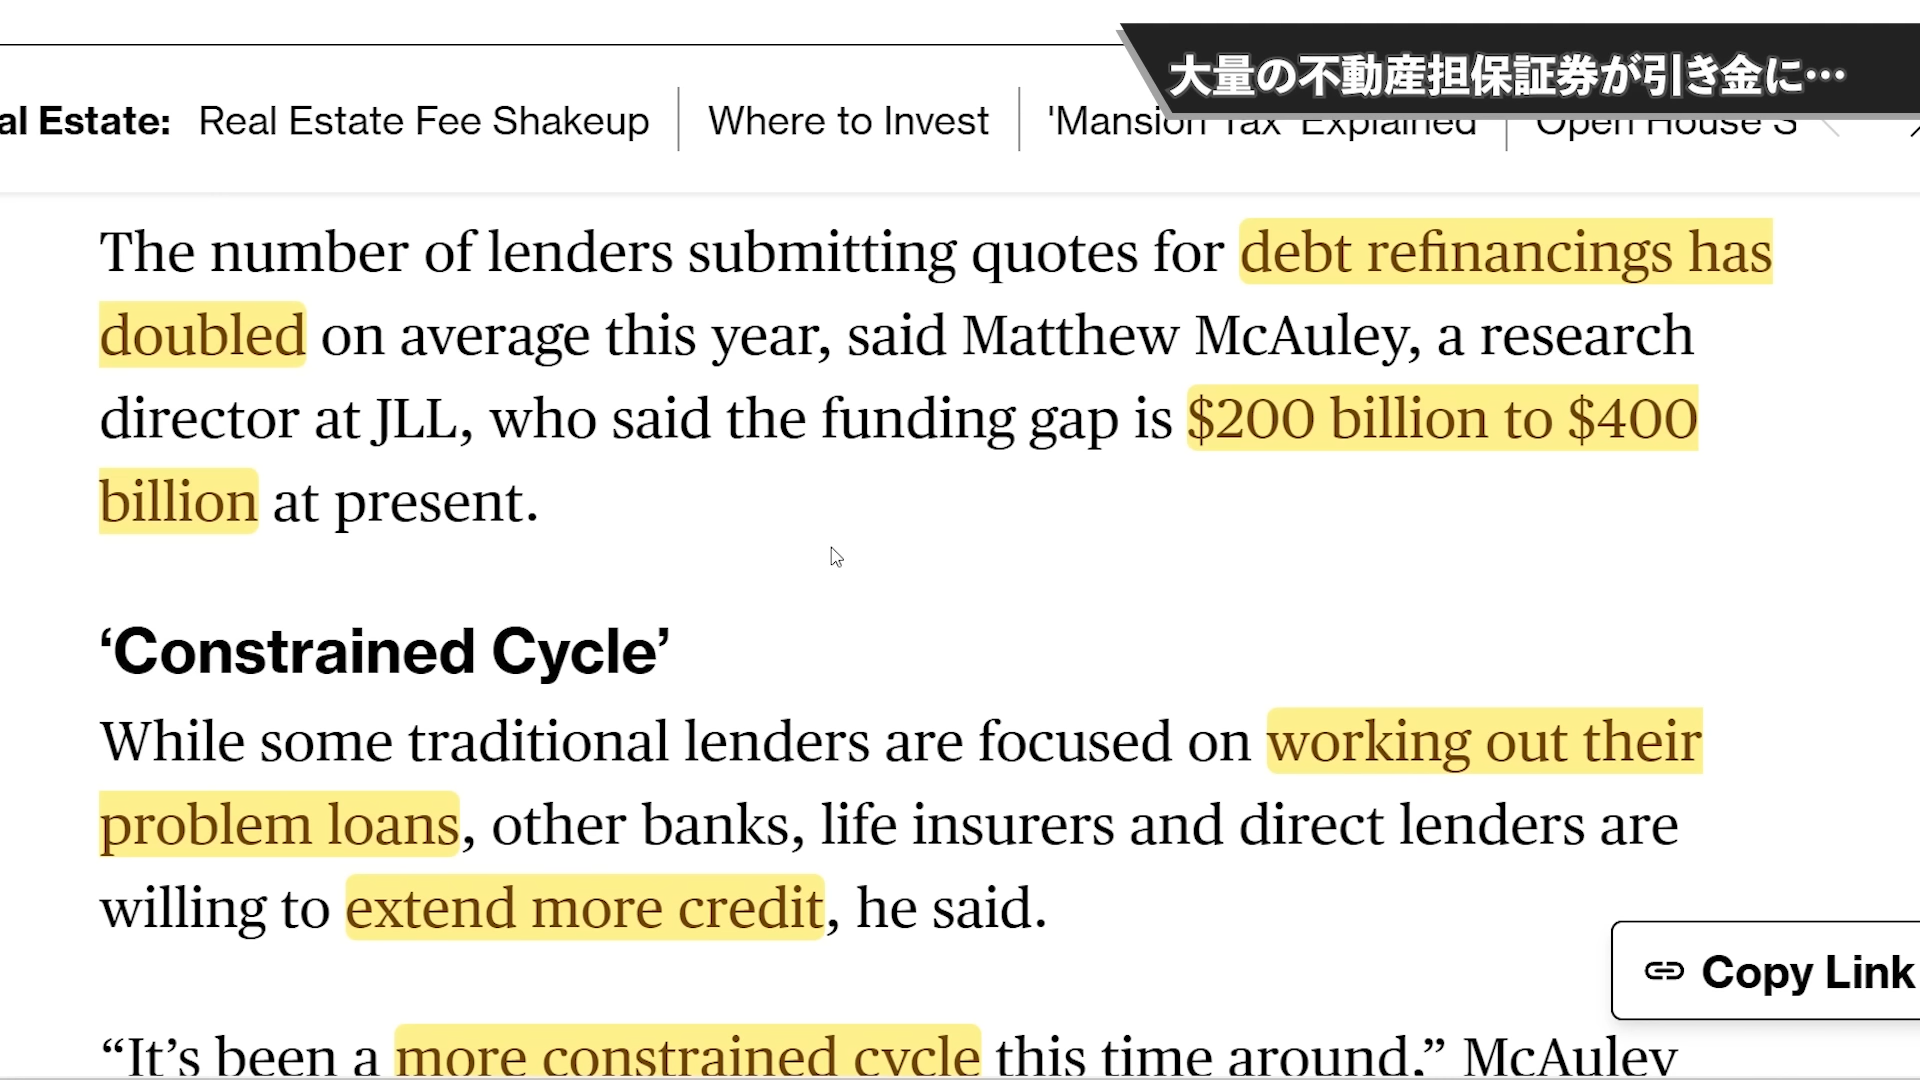 大量の不動産担保証券が引き金に…
al Estate: Real Estate Fee Shakeup Where to Invest 'Mansion Tax' Explained Open House S
The number of lenders submitting quotes for debt refinancings has
doubled on average this year, said Matthew McAuley, a research
director at JLL, who said the funding gap is $200 billion to $400
billion at present.
‘Constrained Cycle’
While some traditional lenders are focused on working out their
problem loans, other banks, life insurers and direct lenders are
willing to extend more credit, he said.
Copy Link
“It’s been a more constrained cycle this time around,” McAuley